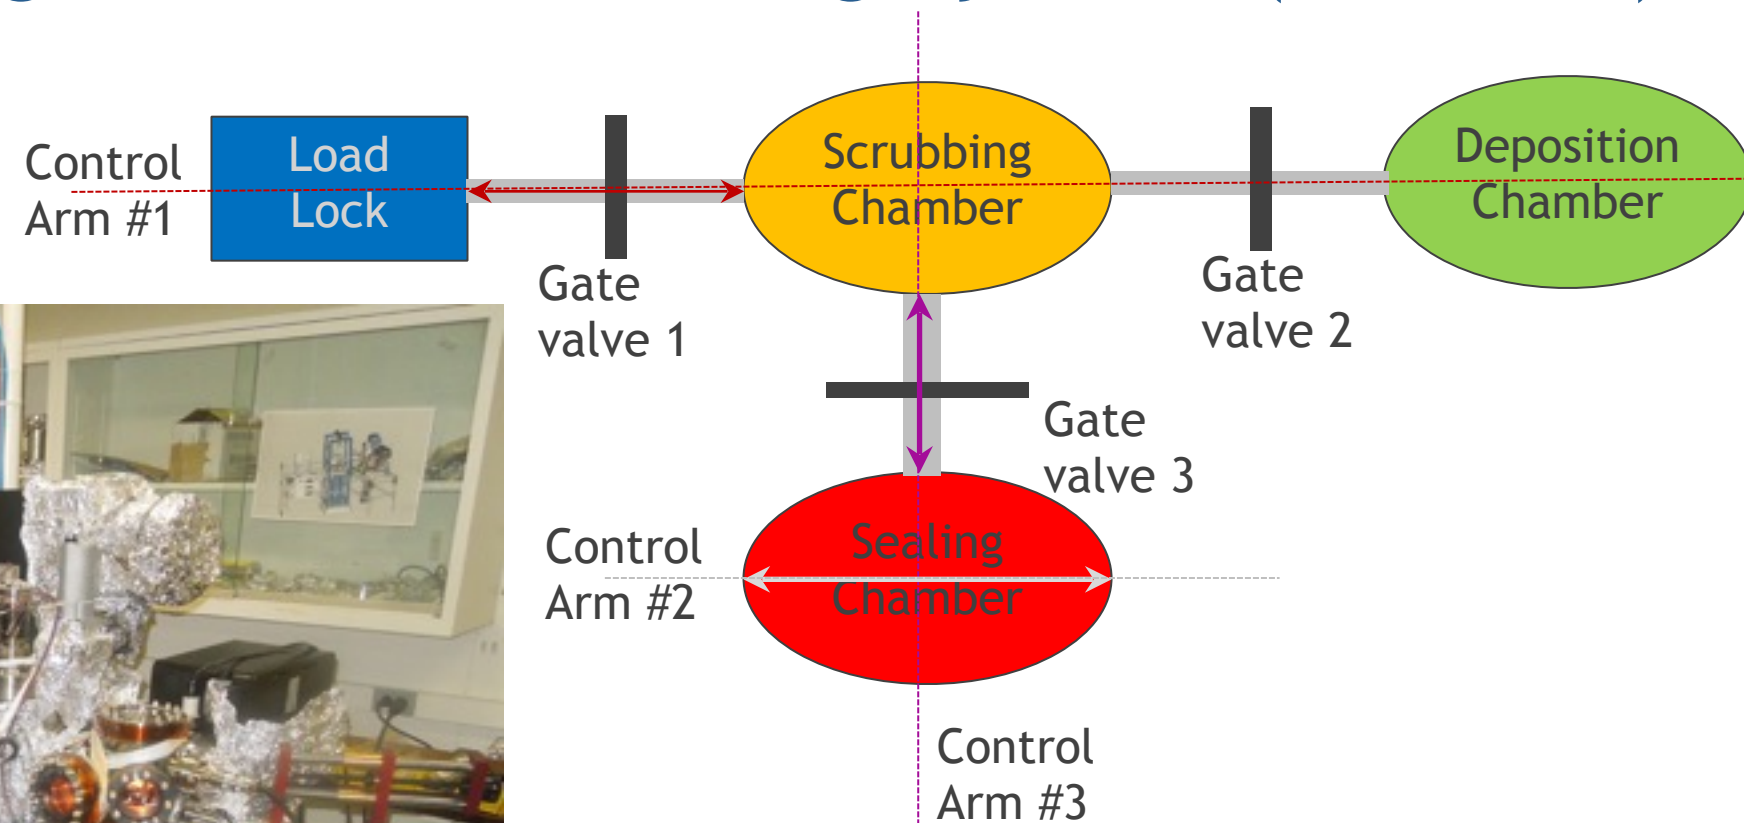 Control
Arm #1
Load
Lock
Gate
valve 1
Scrubbing
Chamber
Gate
valve 2
Deposition
Chamber
Gate
valve 3
Control
Arm #2
Sealing
Chamber
Control
Arm #3